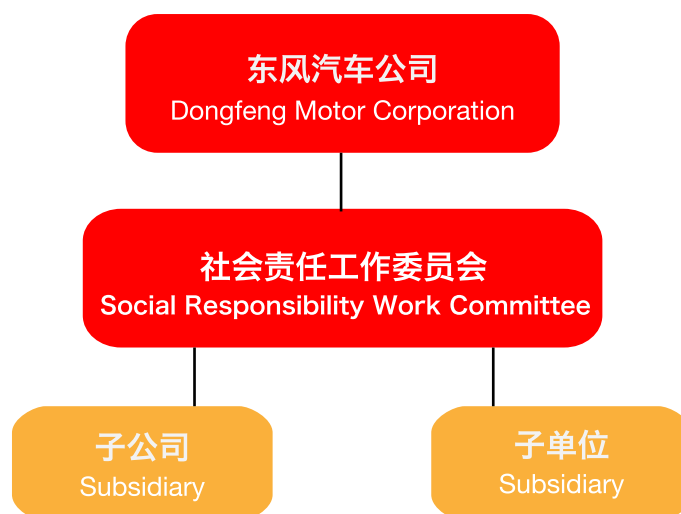 东风汽车公司
Dongfeng Motor Corporation
社会责任工作委员会
Social Responsibility Work Committee
子公司
Subsidiary
子单位
Subsidiary